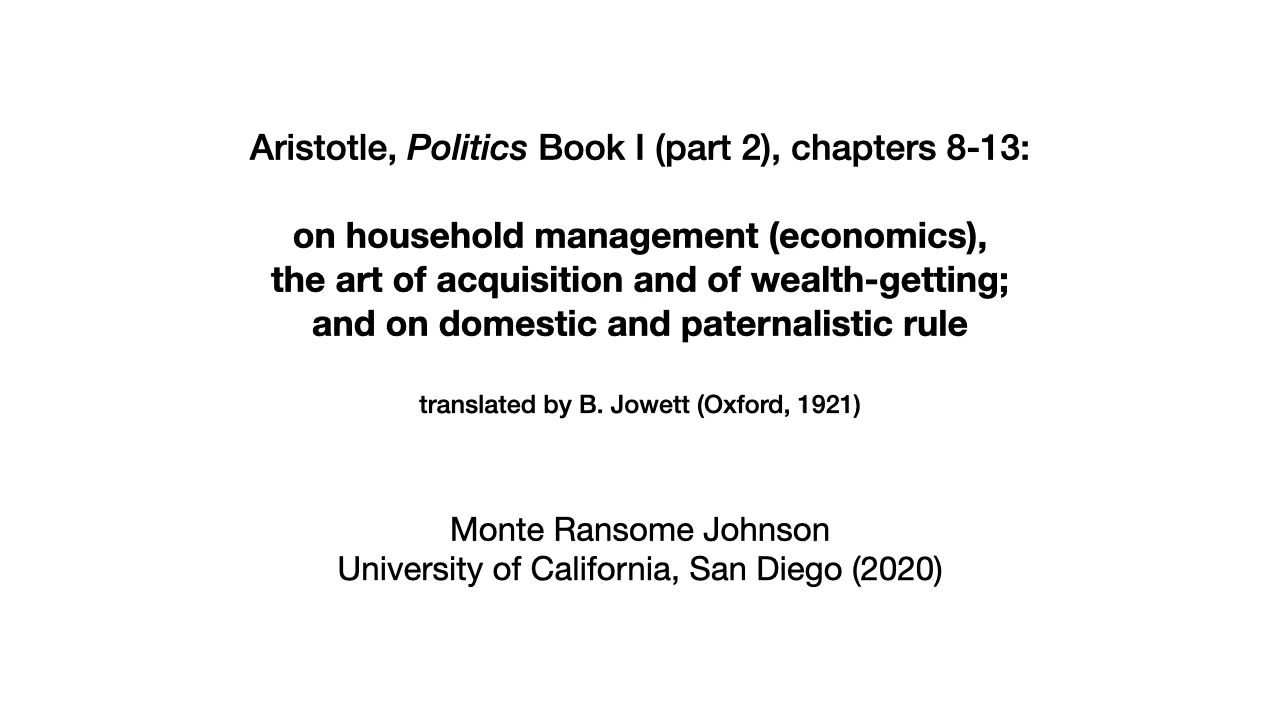 Aristotle, Politics Book I (part 2), chapters 8-13:
on household management (economics),
the art of acquisition and of wealth-getting;
and on domestic and paternalistic rule
translated by B. Jowett (Oxford, 1921)
Monte Ransome Johnson
University of California, San Diego (2020)